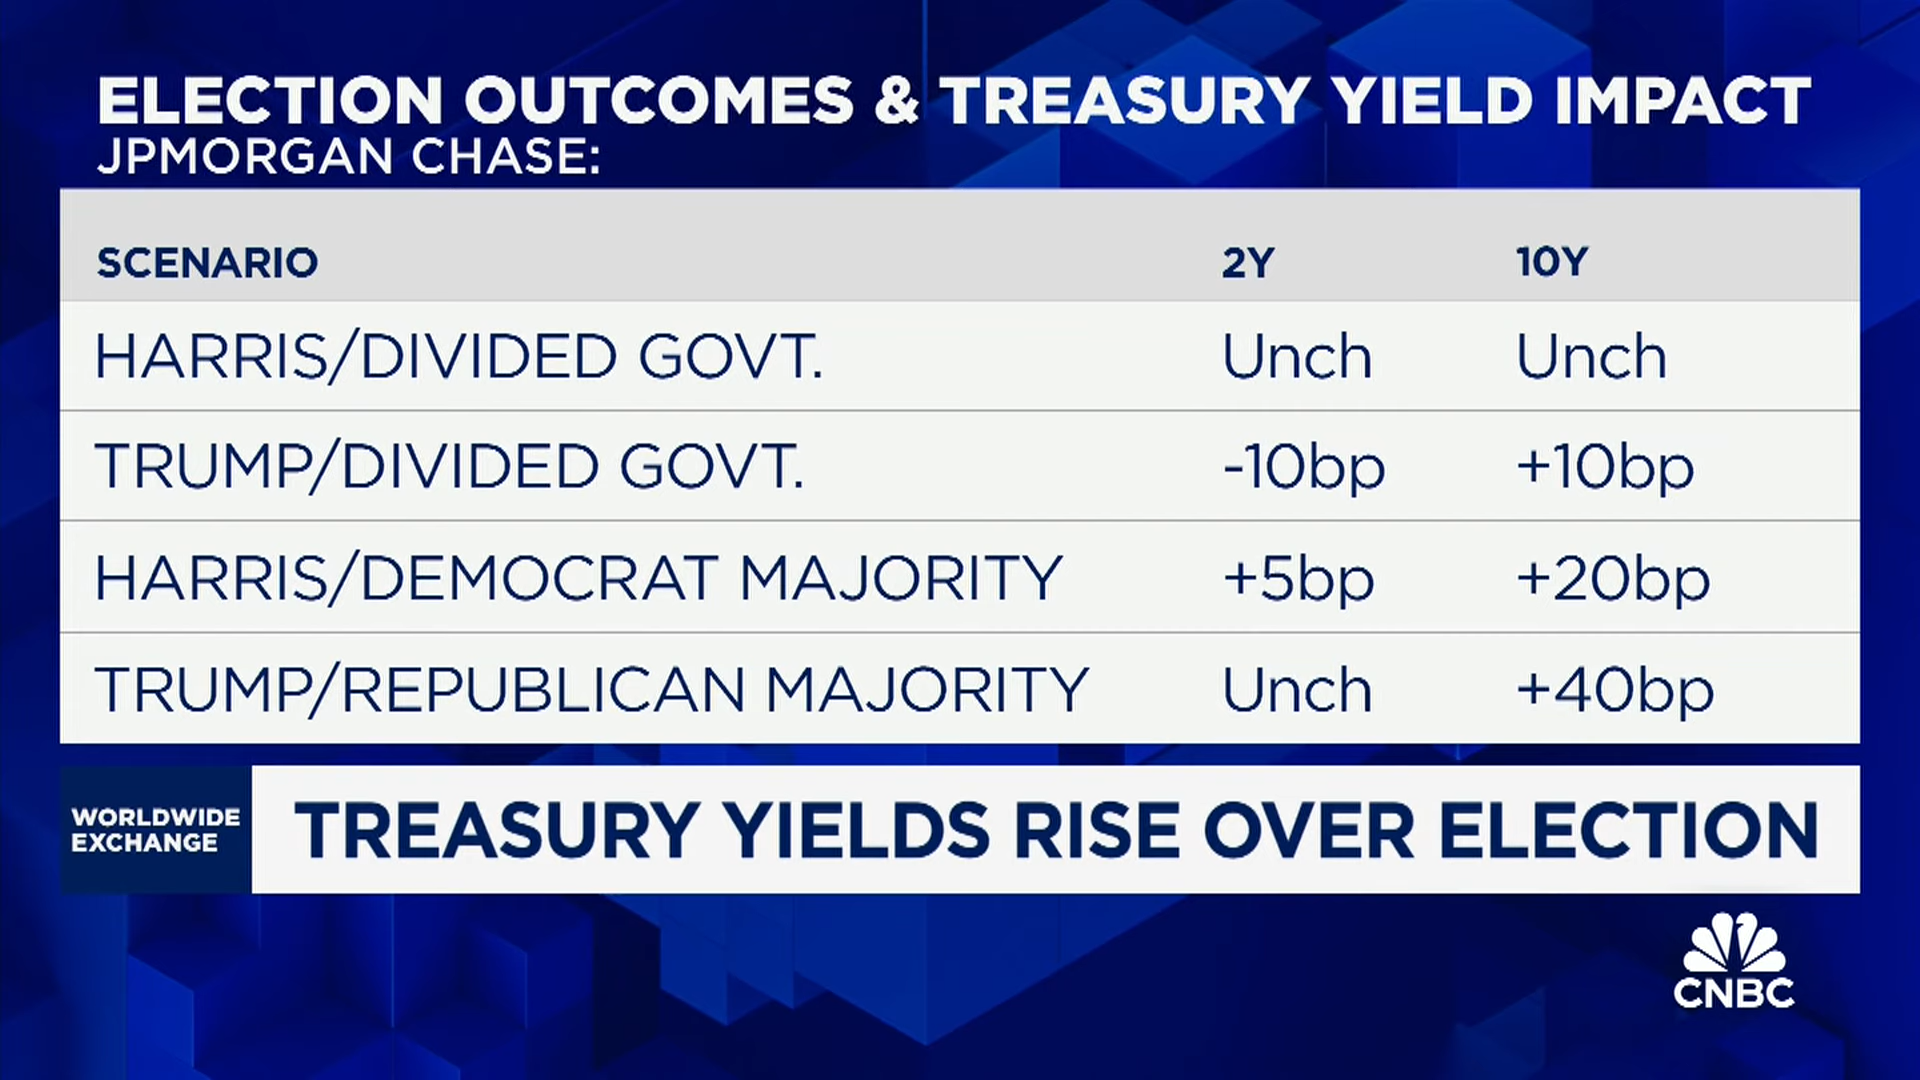 ELECTION OUTCOMES & TREASURY YIELD IMPACT
JPMORGAN CHASE:
SCENARIO 2Y 10Y
HARRIS/DIVIDED GOVT. Unch Unch
TRUMP/DIVIDED GOVT. -10bp +10bp
HARRIS/DEMOCRAT MAJORITY +5bp +20bp
TRUMP/REPUBLICAN MAJORITY Unch +40bp
WORLDWIDE
EXCHANGE
TREASURY YIELDS RISE OVER ELECTION
CNBC